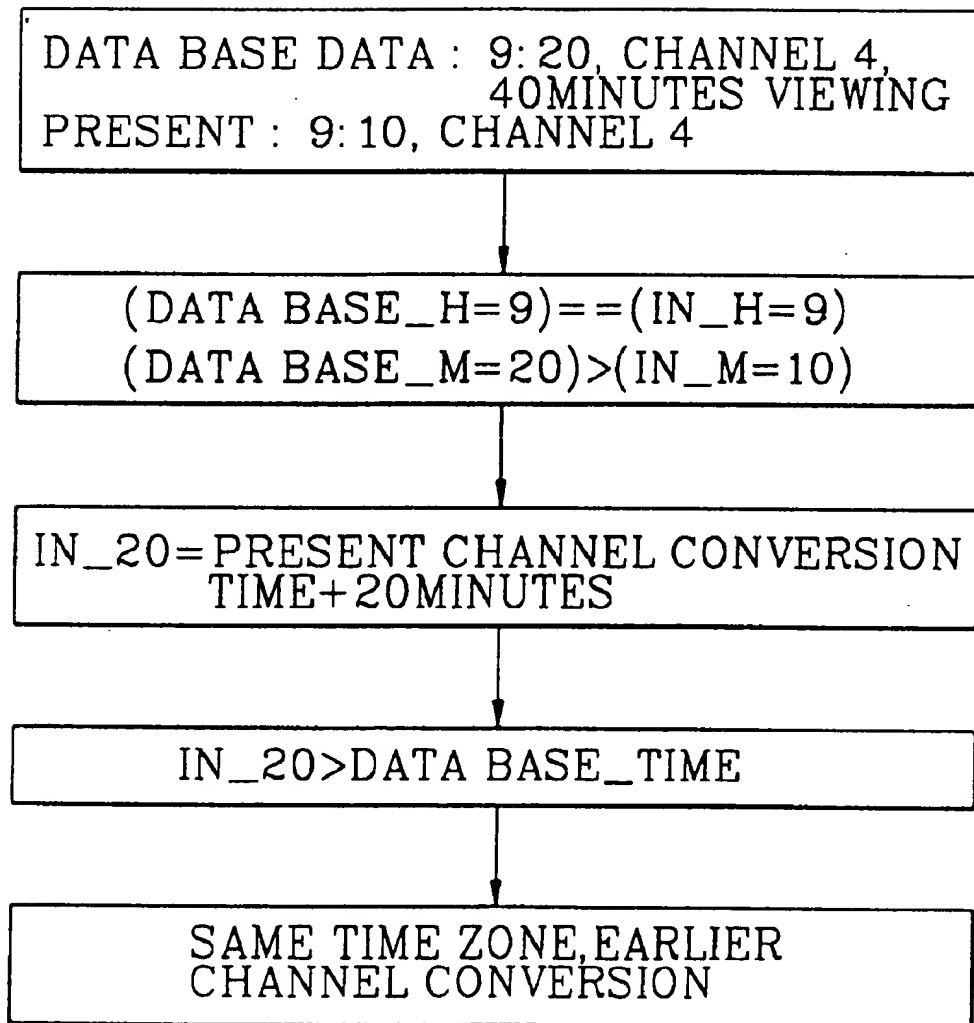 DATA BASE DATA : 9:20, CHANNEL 4,
40MINUTES VIEWING
PRESENT : 9:10, CHANNEL 4
(DATA BASE_H=9)==(IN_H=9)
(DATA BASE_M=20)>(IN_M=10)
IN_20=PRESENT CHANNEL CONVERSION
TIME+20MINUTES
IN_20>DATA BASE_TIME
SAME TIME ZONE,EARLIER
CHANNEL CONVERSION